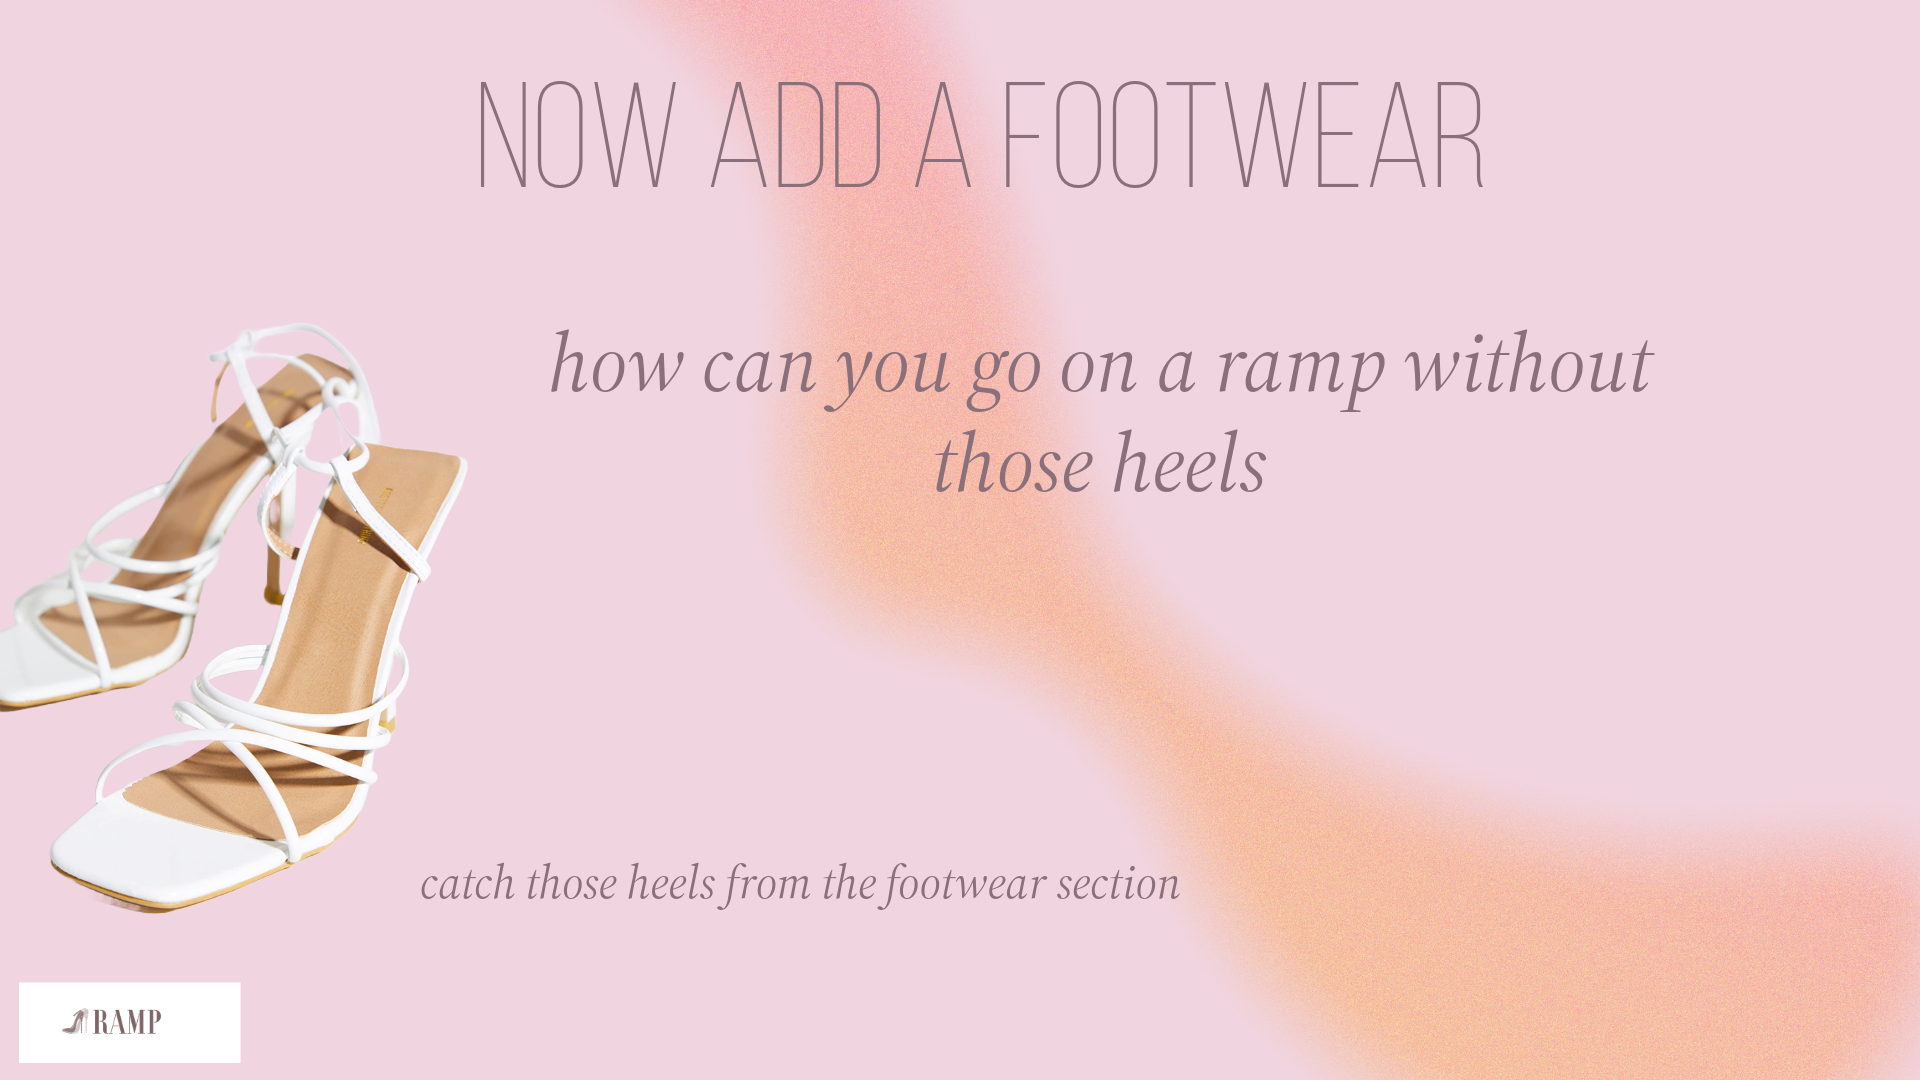 NOW ADD A FOOTWEAR
how can you go on a ramp without
those heels
catch those heels from the footwear section
RAMP